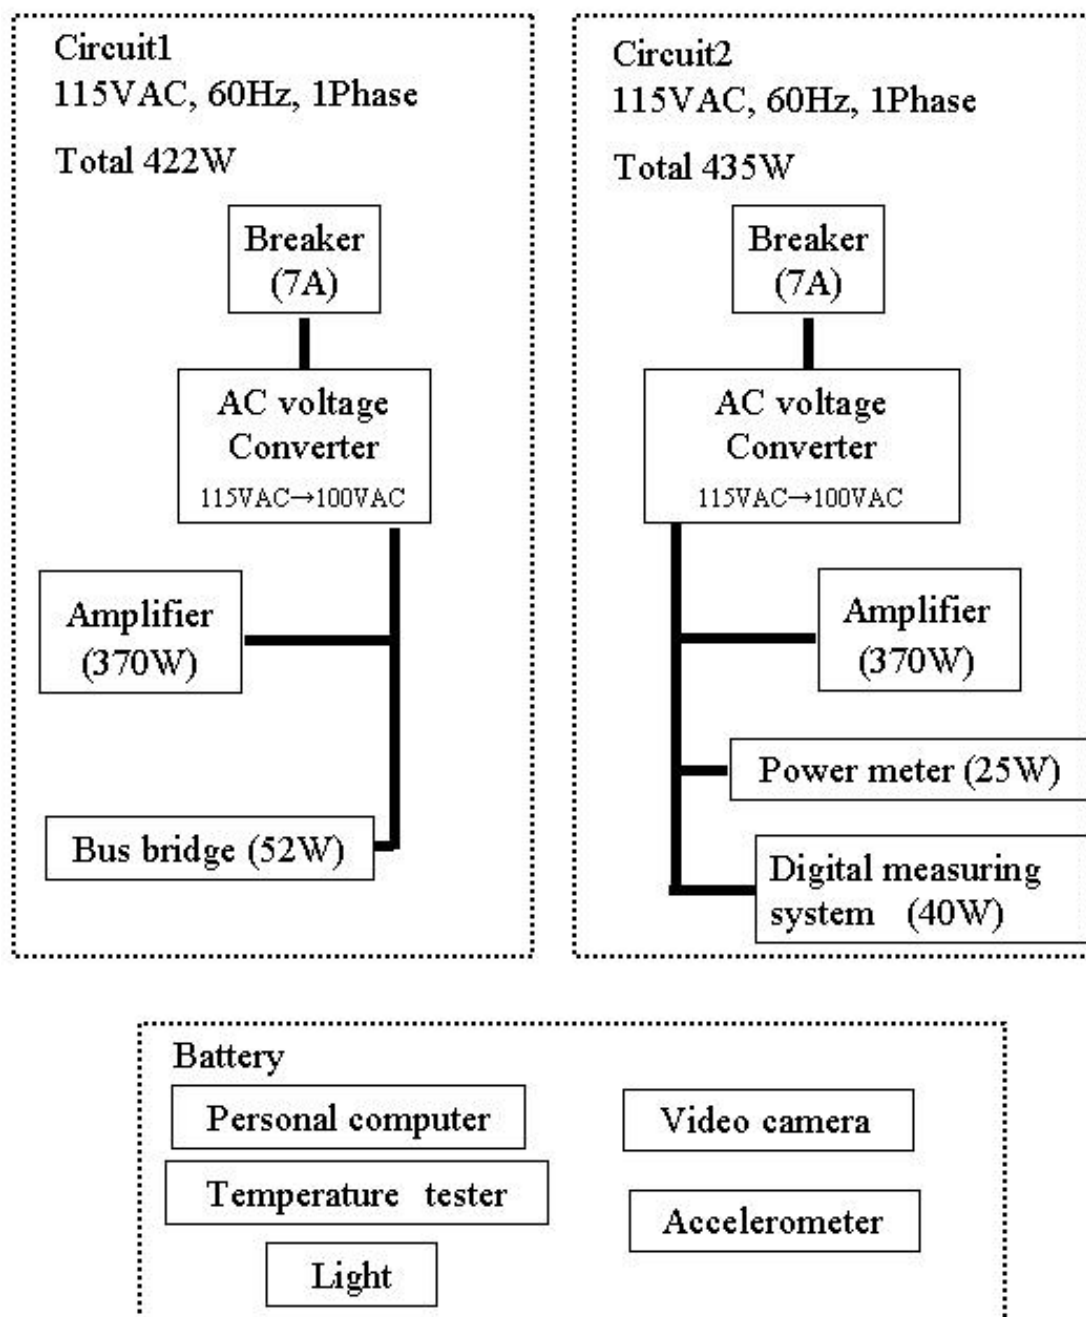 Circuit1
115VAC, 60Hz, 1Phase
Total 422W
Breaker
(7A)
AC voltage
Converter
115VAC→100VAC
Amplifier
(370W)
Bus bridge (52W)
Circuit2
115VAC, 60Hz, 1Phase
Total 435W
Breaker
(7A)
AC voltage
Converter
115VAC→100VAC
Amplifier
(370W)
Power meter (25W)
Digital measuring
system (40W)
Battery
Personal computer
Video camera
Temperature tester
Accelerometer
Light